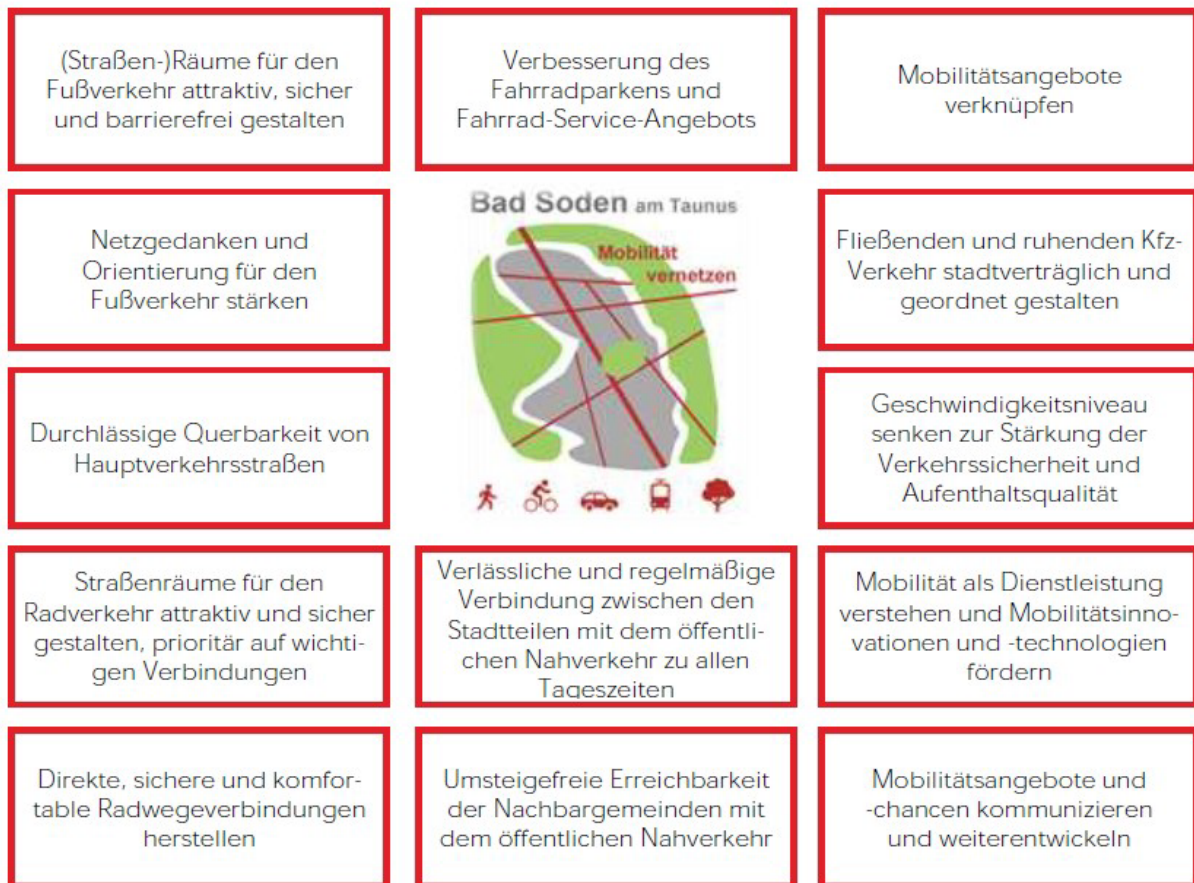 (Straßen-)Räume für den
Fußverkehr attraktiv, sicher
und barrierefrei gestalten
Verbesserung des
Fahrradparkens und
Fahrrad-Service-Angebots
Mobilitätsangebote
verknüpfen
Netzgedanken und
Orientierung für den
Fußverkehr stärken
Bad Soden am Taunus
Mobilität
vernetzen
Fließenden und ruhenden Kfz-
Verkehr stadtverträglich und
geordnet gestalten
Durchlässige Querbarkeit von
Hauptverkehrsstraßen
Geschwindigkeitsniveau
senken zur Stärkung der
Verkehrssicherheit und
Aufenthaltsqualität
Straßenräume für den
Radverkehr attraktiv und sicher
gestalten, prioritär auf wichti-
gen Verbindungen
Verlässliche und regelmäßige
Verbindung zwischen den
Stadtteilen mit dem öffentli-
chen Nahverkehr zu allen
Tageszeiten
Mobilität als Dienstleistung
verstehen und Mobilitätsinno-
vationen und -technologien
fördern
Direkte, sichere und komfor-
table Radwegeverbindungen
herstellen
Umsteigefreie Erreichbarkeit
der Nachbargemeinden mit
dem öffentlichen Nahverkehr
Mobilitätsangebote und
-chancen kommunizieren
und weiterentwickeln